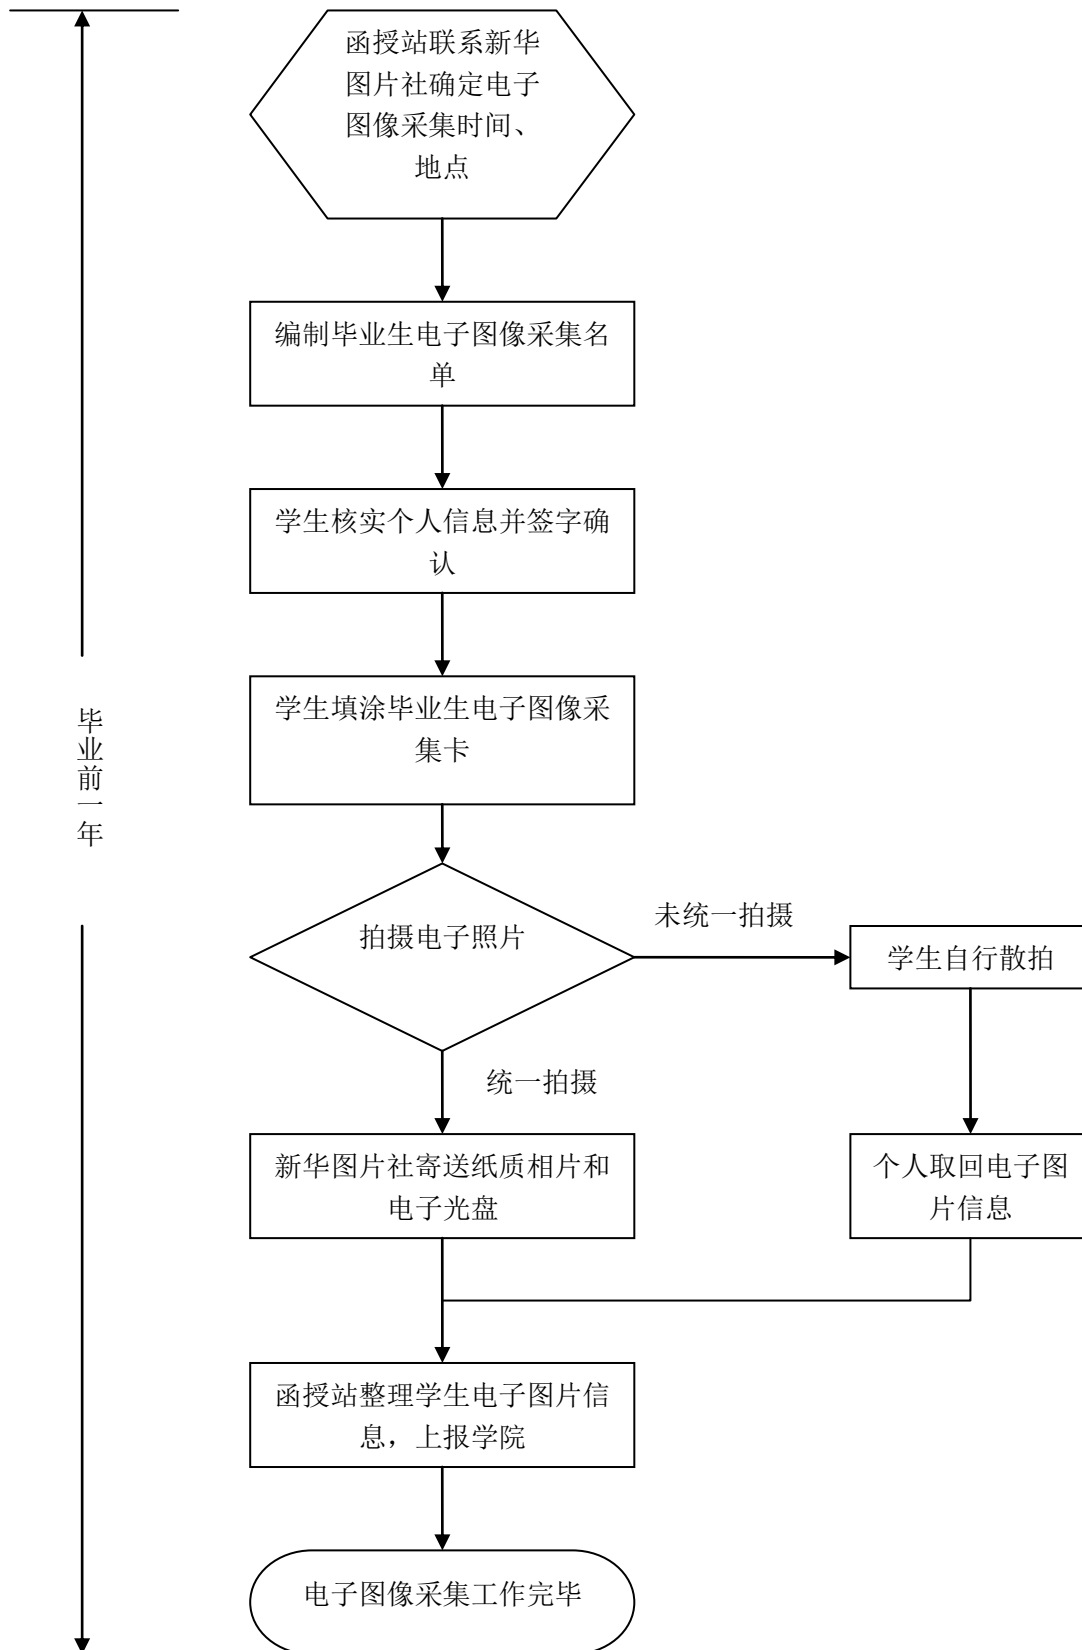 函授站联系新华
图片社确定电子
图像采集时间、
地点
编制毕业生电子图像采集名
单
学生核实个人信息并签字确
认
学生填涂毕业生电子图像采
集卡
毕业前一年
拍摄电子照片
未统一拍摄
学生自行散拍
统一拍摄
新华图片社寄送纸质相片和
电子光盘
个人取回电子图
片信息
函授站整理学生电子图片信
息，上报学院
电子图像采集工作完毕